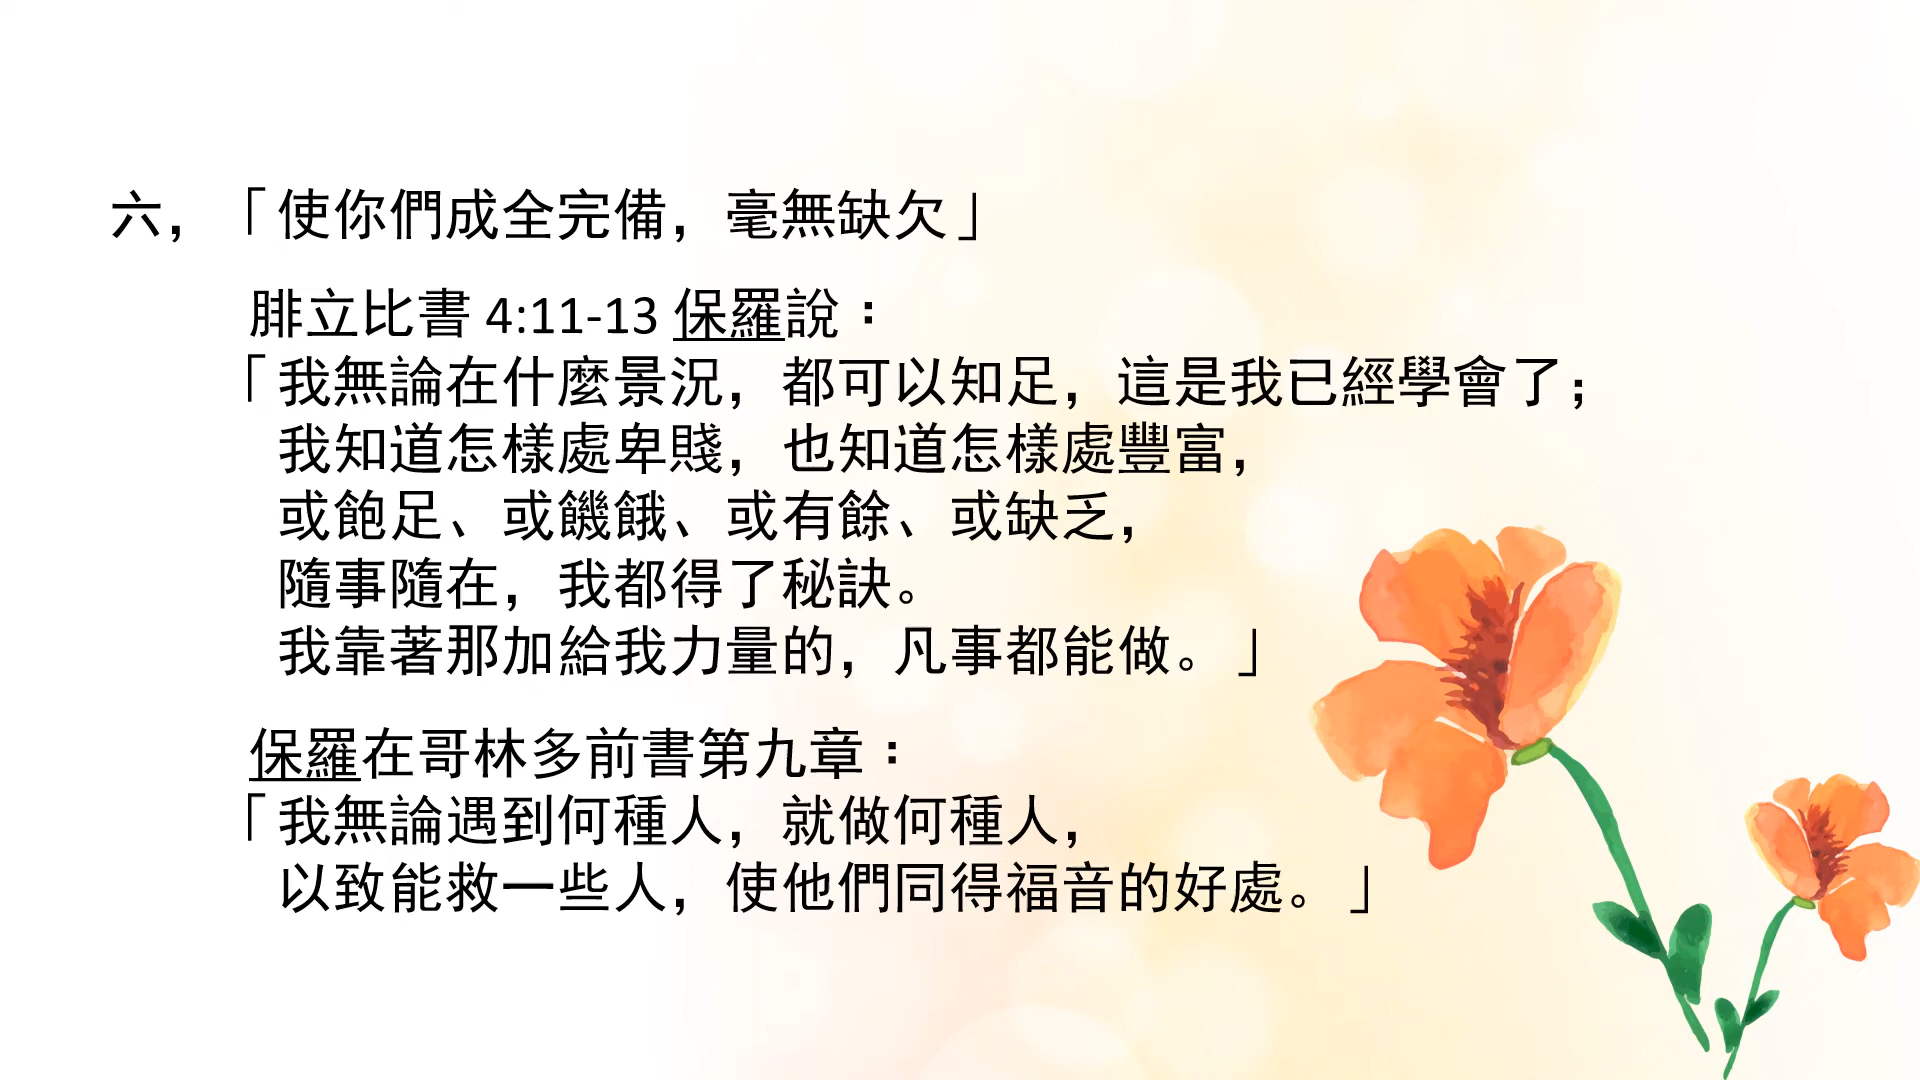 六，「使你們成全完備，毫無缺欠」
腓立比書 4:11-13 保羅說：
「我無論在什麼景況，都可以知足，這是我已經學會了；
我知道怎樣處卑賤，也知道怎樣處豐富，
或飽足、或饑餓、或有餘、或缺乏，
隨事隨在，我都得了秘訣。
我靠著那加給我力量的，凡事都能做。」
保羅在哥林多前書第九章：
「我無論遇到何種人，就做何種人，
以致能救一些人，使他們同得福音的好處。」